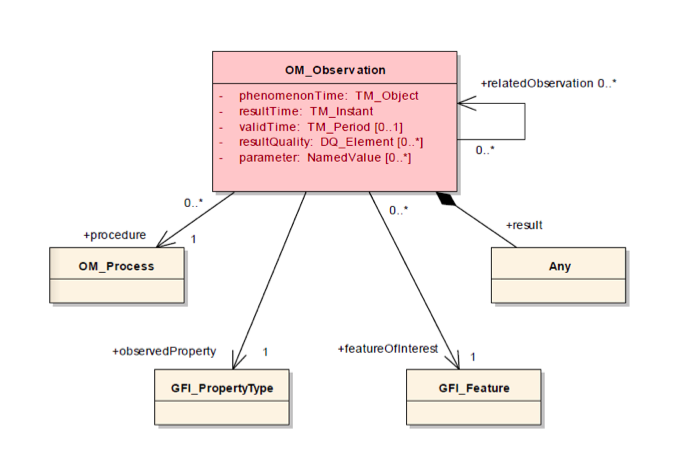 OM_Observation
- phenomenonTime: TM_Object
- resultTime: TM_Instant
- validTime: TM_Period [0..1]
- resultQuality: DQ_Element [0..*]
- parameter: NamedValue [0..*]
+relatedObservation 0..*
0..*
0..*
+procedure
1
0..*
+result
OM_Process
Any
+observedProperty
1
+featureOfInterest
1
GFI_PropertyType
GFI_Feature